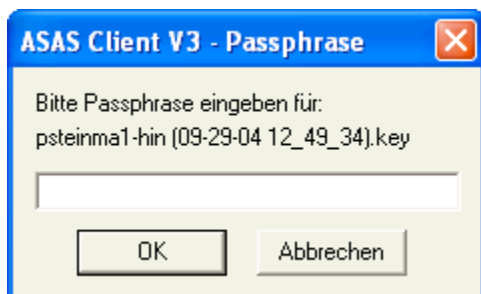 ASAS Client V3 - Passphrase
Bitte Passphrase eingeben für:
psteinma1-hin (09-29-04 12_49_34).key
OK
Abbrechen